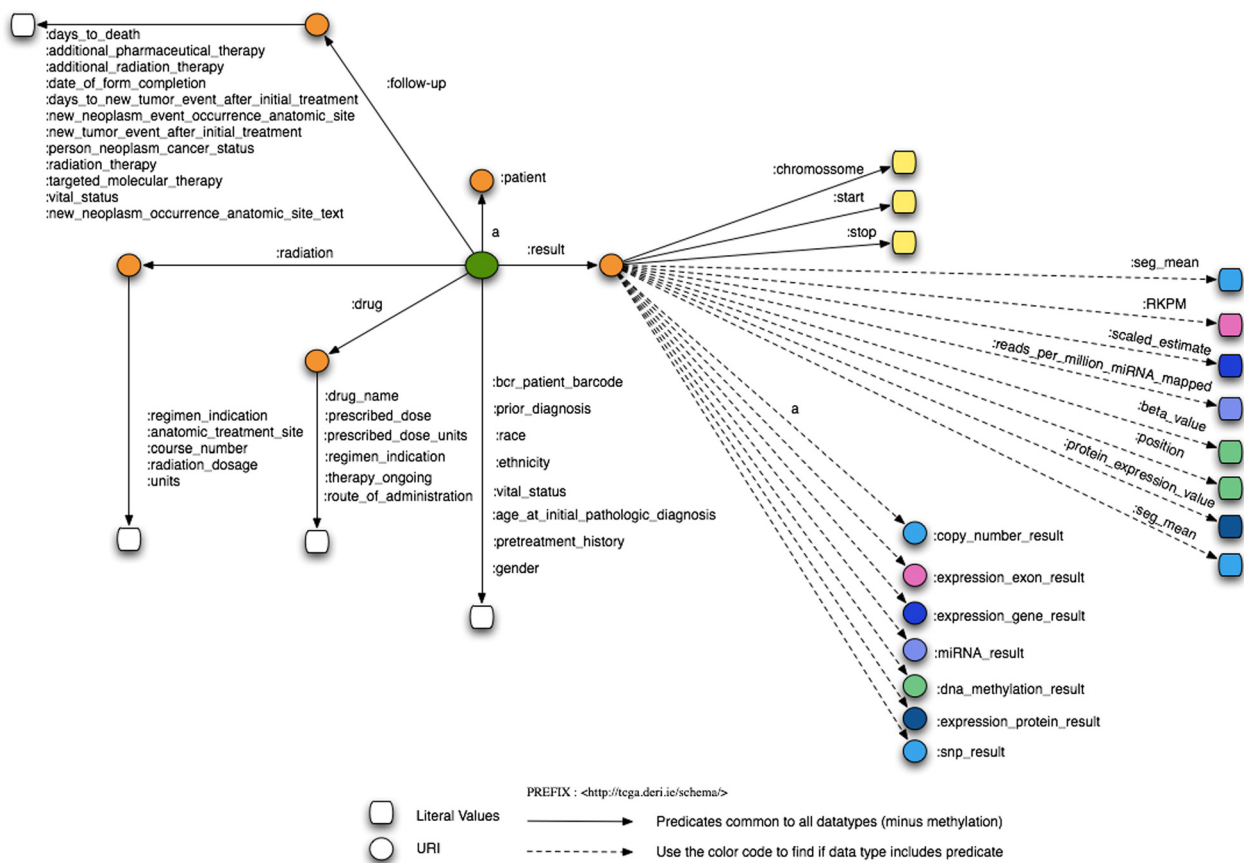 :days_to_death
:additional_pharmaceutical_therapy
:additional_radiation_therapy
:date_of_form_completion
:days_to_new_tumor_event_after_initial_treatment
:new_neoplasm_event_occurrence_anatomic_site
:new_tumor_event_after_initial_treatment
:person_neoplasm_cancer_status
:radiation_therapy
:targeted_molecular_therapy
:vital_status
:new_neoplasm_occurrence_anatomic_site_text
:follow-up
:patient
a
:radiation
:result
:drug
:chromossome
:start
:stop
:seg_mean
:RKPM
:scaled_estimate
:reads_per_million_miRNA_mapped
:beta_value
:position
:protein_expression_value
:seg_mean
a
:regimen_indication
:anatomic_treatment_site
:course_number
:radiation_dosage
:units
:drug_name
:prescribed_dose
:prescribed_dose_units
:regimen_indication
:therapy_ongoing
:route_of_administration
:bcr_patient_barcode
:prior_diagnosis
:race
:ethnicity
:vital_status
:age_at_initial_pathologic_diagnosis
:pretreatment_history
:gender
:copy_number_result
:expression_exon_result
:expression_gene_result
:miRNA_result
:dna_methylation_result
:expression_protein_result
:snp_result
PREFIX : <http://tcga.deri.ie/schema/>
Literal Values
Predicates common to all datatypes (minus methylation)
URI
Use the color code to find if data type includes predicate